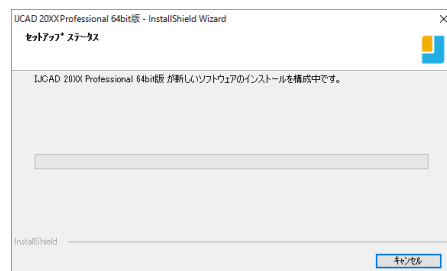 IJCAD 20XX Professional 64bit版 - InstallShield Wizard
セットアップ ステータス
IJCAD 20XX Professional 64bit版 が新しいソフトウェアのインストールを構成中です。
InstallShield
キャンセル